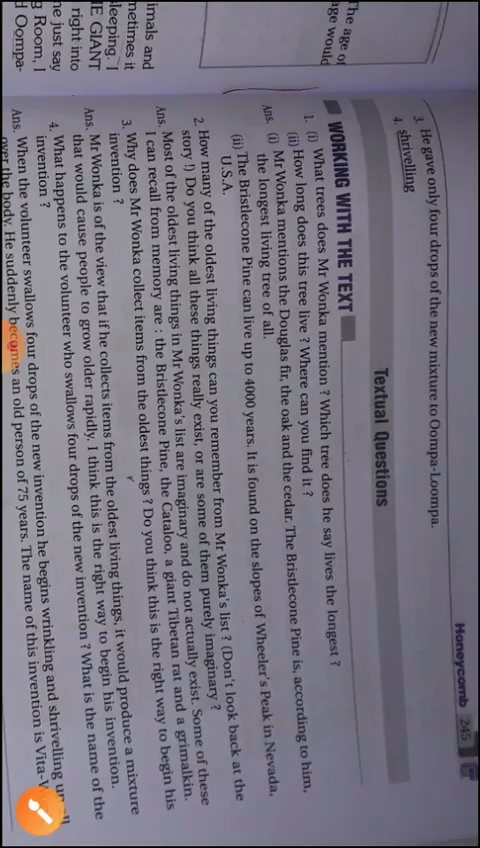 Honeycomb 245
3. He gave only four drops of the new mixture to Oompa-Loompa.
4. shrivelling
Textual Questions
WORKING WITH THE TEXT
1. (i) What trees does Mr Wonka mention ? Which tree does he say lives the longest ?
(ii) How long does this tree live ? Where can you find it ?
Ans. (i) Mr Wonka mentions the Douglas fir, the oak and the cedar. The Bristlecone Pine is, according to him,
the longest living tree of all.
(ii) The Bristlecone Pine can live up to 4000 years. It is found on the slopes of Wheeler's Peak in Nevada,
U.S.A.
2. How many of the oldest living things can you remember from Mr Wonka's list ? (Don't look back at the
story !) Do you think all these things really exist, or are some of them purely imaginary ?
Ans. Most of the oldest living things in Mr Wonka's list are imaginary and do not actually exist. Some of these
I can recall from memory are : the Bristlecone Pine, the Cataloo, a giant Tibetan rat and a grimalkin.
3. Why does Mr Wonka collect items from the oldest things ? Do you think this is the right way to begin his
invention ?
Ans. Mr Wonka is of the view that if he collects items from the oldest living things, it would produce a mixture
that would cause people to grow older rapidly. I think this is the right way to begin his invention.
4. What happens to the volunteer who swallows four drops of the new invention ? What is the name of the
invention ?
Ans. When the volunteer swallows four drops of the new invention he begins wrinkling and shrivelling
over the body. He suddenly becomes an old person of 75 years. The name of this invention is
The age of
age would
imals and
metimes it
leeping. I
E GIANT
right into
e just say
g Room, I
d Oompa-